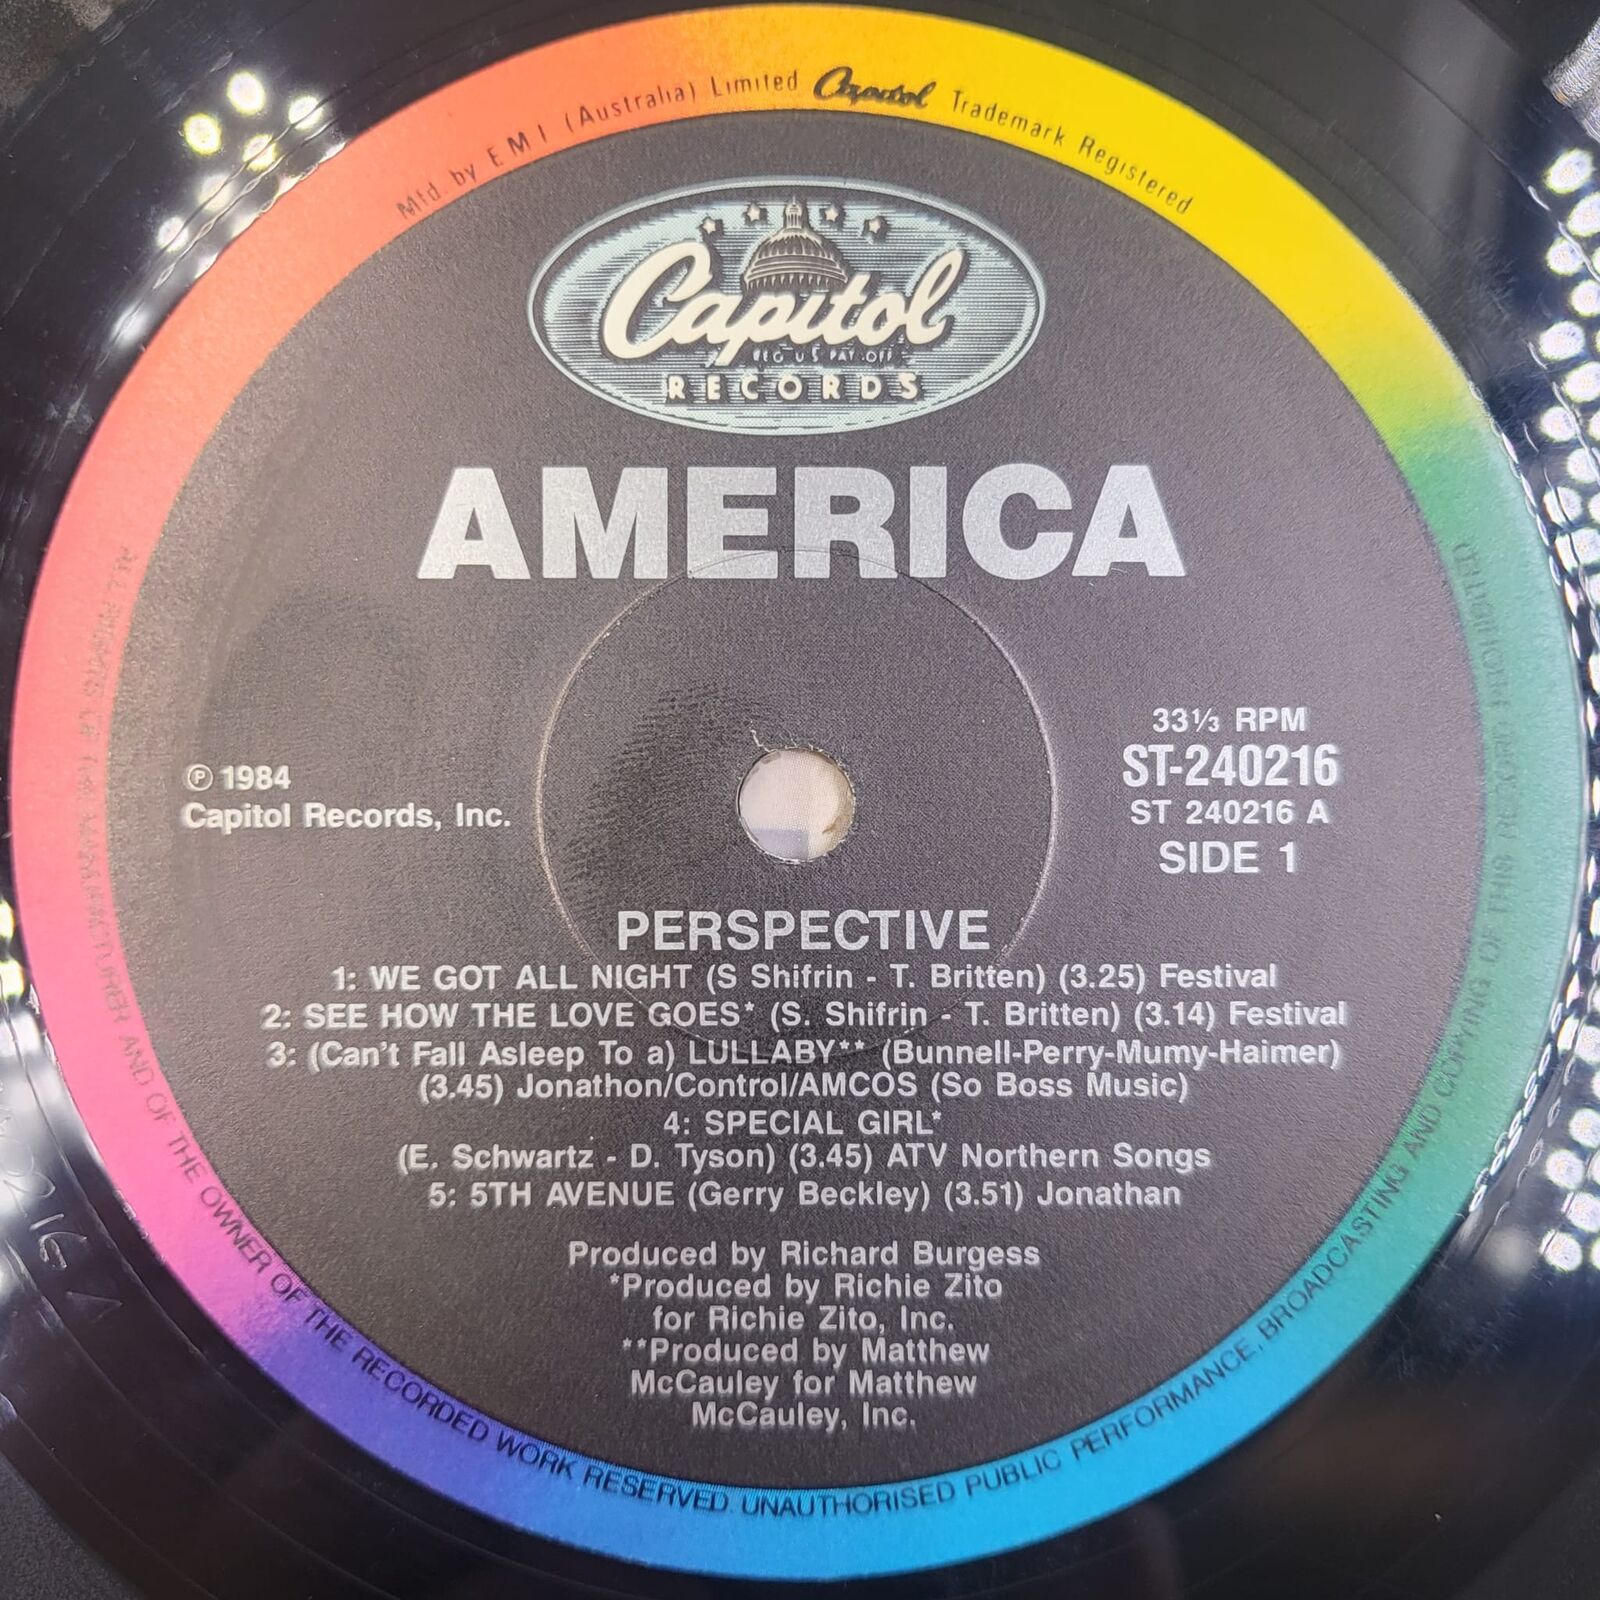 Mfd. by E M I (Australia) Limited Capitol Trademark Registered
Capitol
REG U S PAT OFF
RECORDS
AMERICA
33⅓ RPM
ST-240216
ST 240216 A
SIDE 1
℗ 1984
Capitol Records, Inc.
PERSPECTIVE
1: WE GOT ALL NIGHT (S Shifrin - T. Britten) (3.25) Festival
2: SEE HOW THE LOVE GOES* (S. Shifrin - T. Britten) (3.14) Festival
3: (Can't Fall Asleep To a) LULLABY** (Bunnell-Perry-Mumy-Haimer)
(3.45) Jonathon/Control/AMCOS (So Boss Music)
4: SPECIAL GIRL*
(E. Schwartz - D. Tyson) (3.45) ATV Northern Songs
5: 5TH AVENUE (Gerry Beckley) (3.51) Jonathan
Produced by Richard Burgess
*Produced by Richie Zito
for Richie Zito, Inc.
**Produced by Matthew
McCauley for Matthew
McCauley, Inc.
ALL RIGHTS OF THE MANUFACTURER AND OF THE OWNER OF THE RECORDED WORK RESERVED. UNAUTHORISED PUBLIC PERFORMANCE, BROADCASTING AND COPYING OF THIS RECORD PROHIBITED